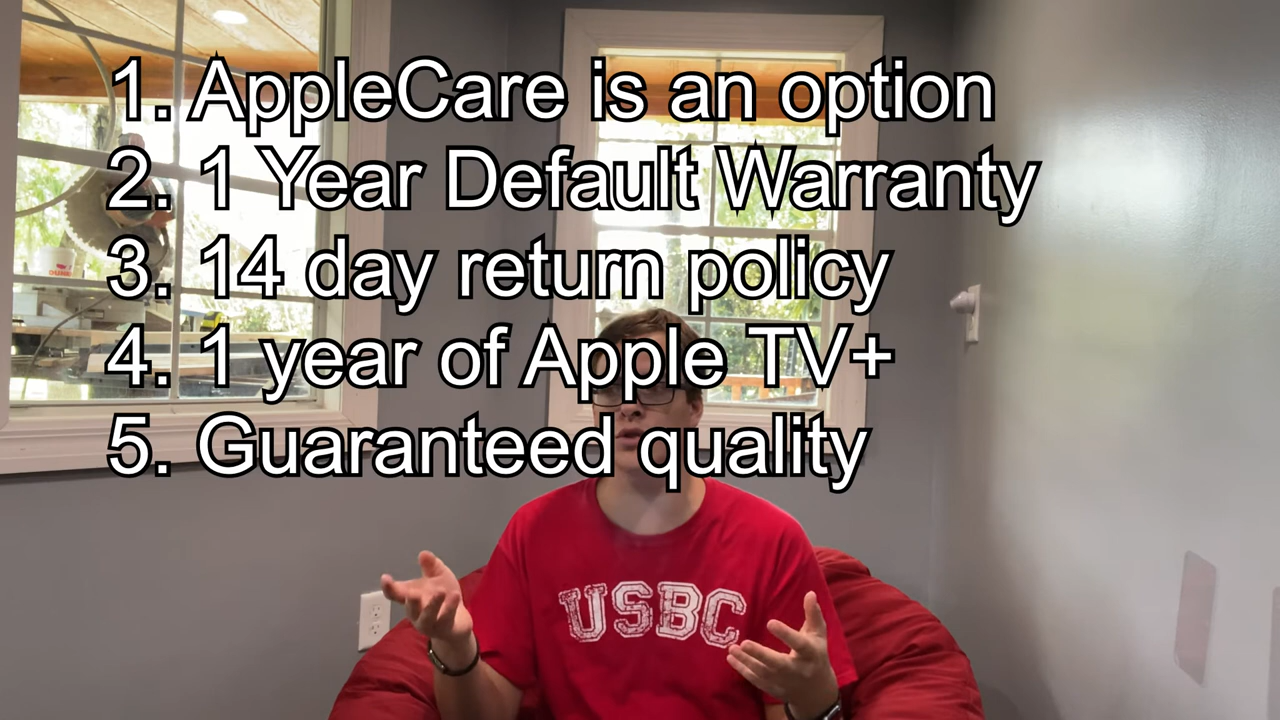 1. AppleCare is an option
2. 1 Year Default Warranty
3. 14 day return policy
4. 1 year of Apple TV+
5. Guaranteed quality
USBC